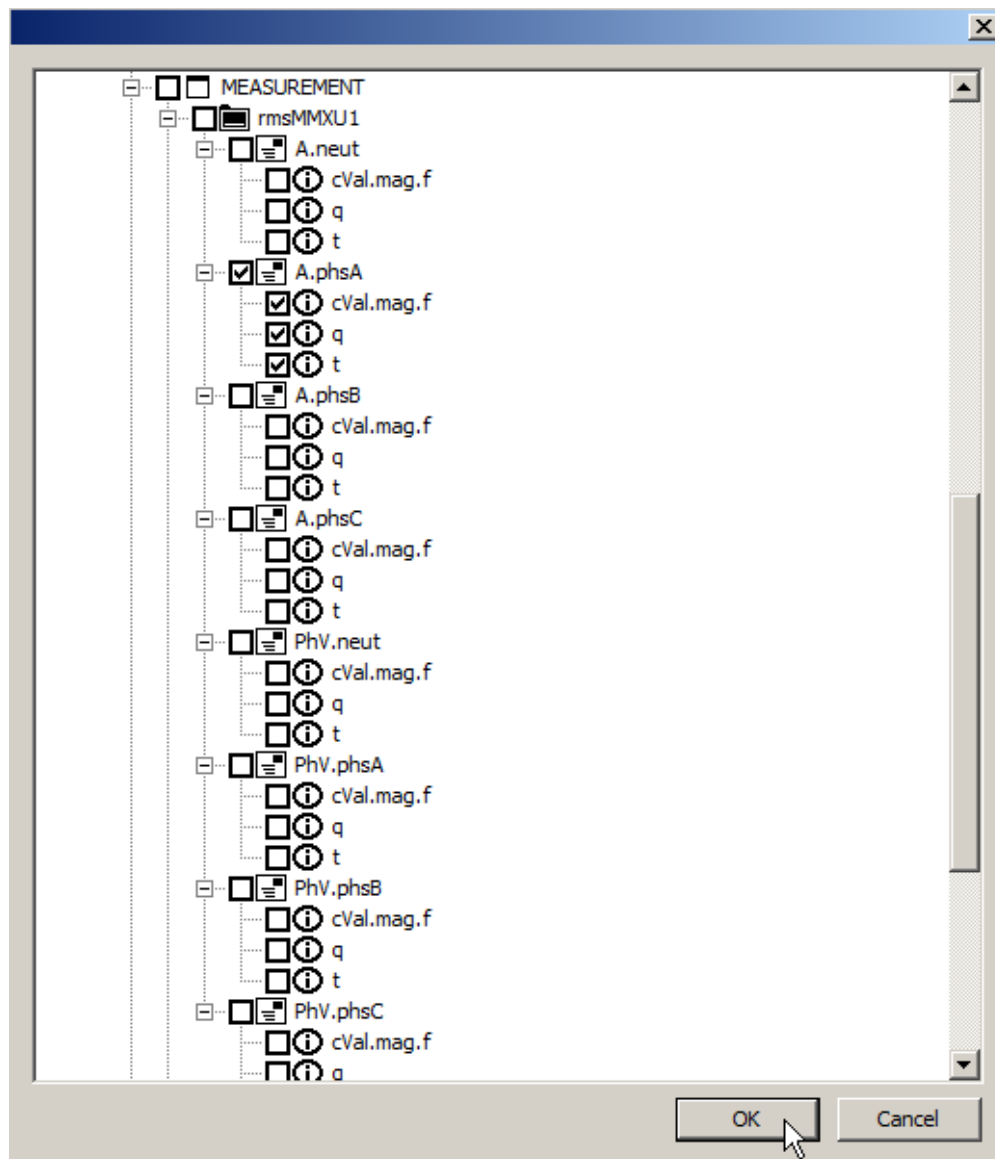 MEASUREMENT
rmsMMXU1
A.neut
cVal.mag.f
q
t
A.phsA
cVal.mag.f
q
t
A.phsB
cVal.mag.f
q
t
A.phsC
cVal.mag.f
q
t
PhV.neut
cVal.mag.f
q
t
PhV.phsA
cVal.mag.f
q
t
PhV.phsB
cVal.mag.f
q
t
PhV.phsC
cVal.mag.f
q
OK Cancel